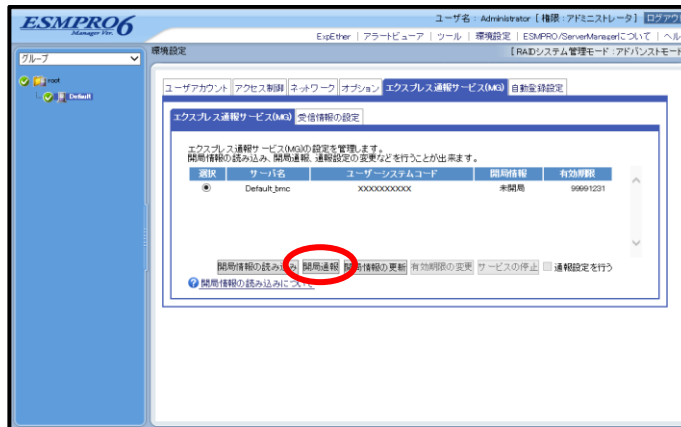 ESMPRO6
Manager Ver.
ユーザ名 : Administrator [ 権限 : アドミニストレータ ] ログアウ
ExpEther | アラートビューア | ツール | 環境設定 | ESMPRO/ServerManagerについて | ヘル
グループ
環境設定
[ RAIDシステム管理モード : アドバンストモード
root
Default
ユーザアカウント アクセス制御 ネットワーク オプション エクスプレス通報サービス(MG) 自動登録設定
エクスプレス通報サービス(MG) 受信情報の設定
エクスプレス通報サービス(MG)の設定を管理します。
開局情報の読み込み、開局通報、通報設定の変更などを行うことが出来ます。
選択 サーバ名 ユーザーシステムコード 開局情報 有効期限
Default_bmc XXXXXXXXXX 未開局 99991231
開局情報の読み込み 開局通報 開局情報の更新 有効期限の変更 サービスの停止 通報設定を行う
開局情報の読み込みについて